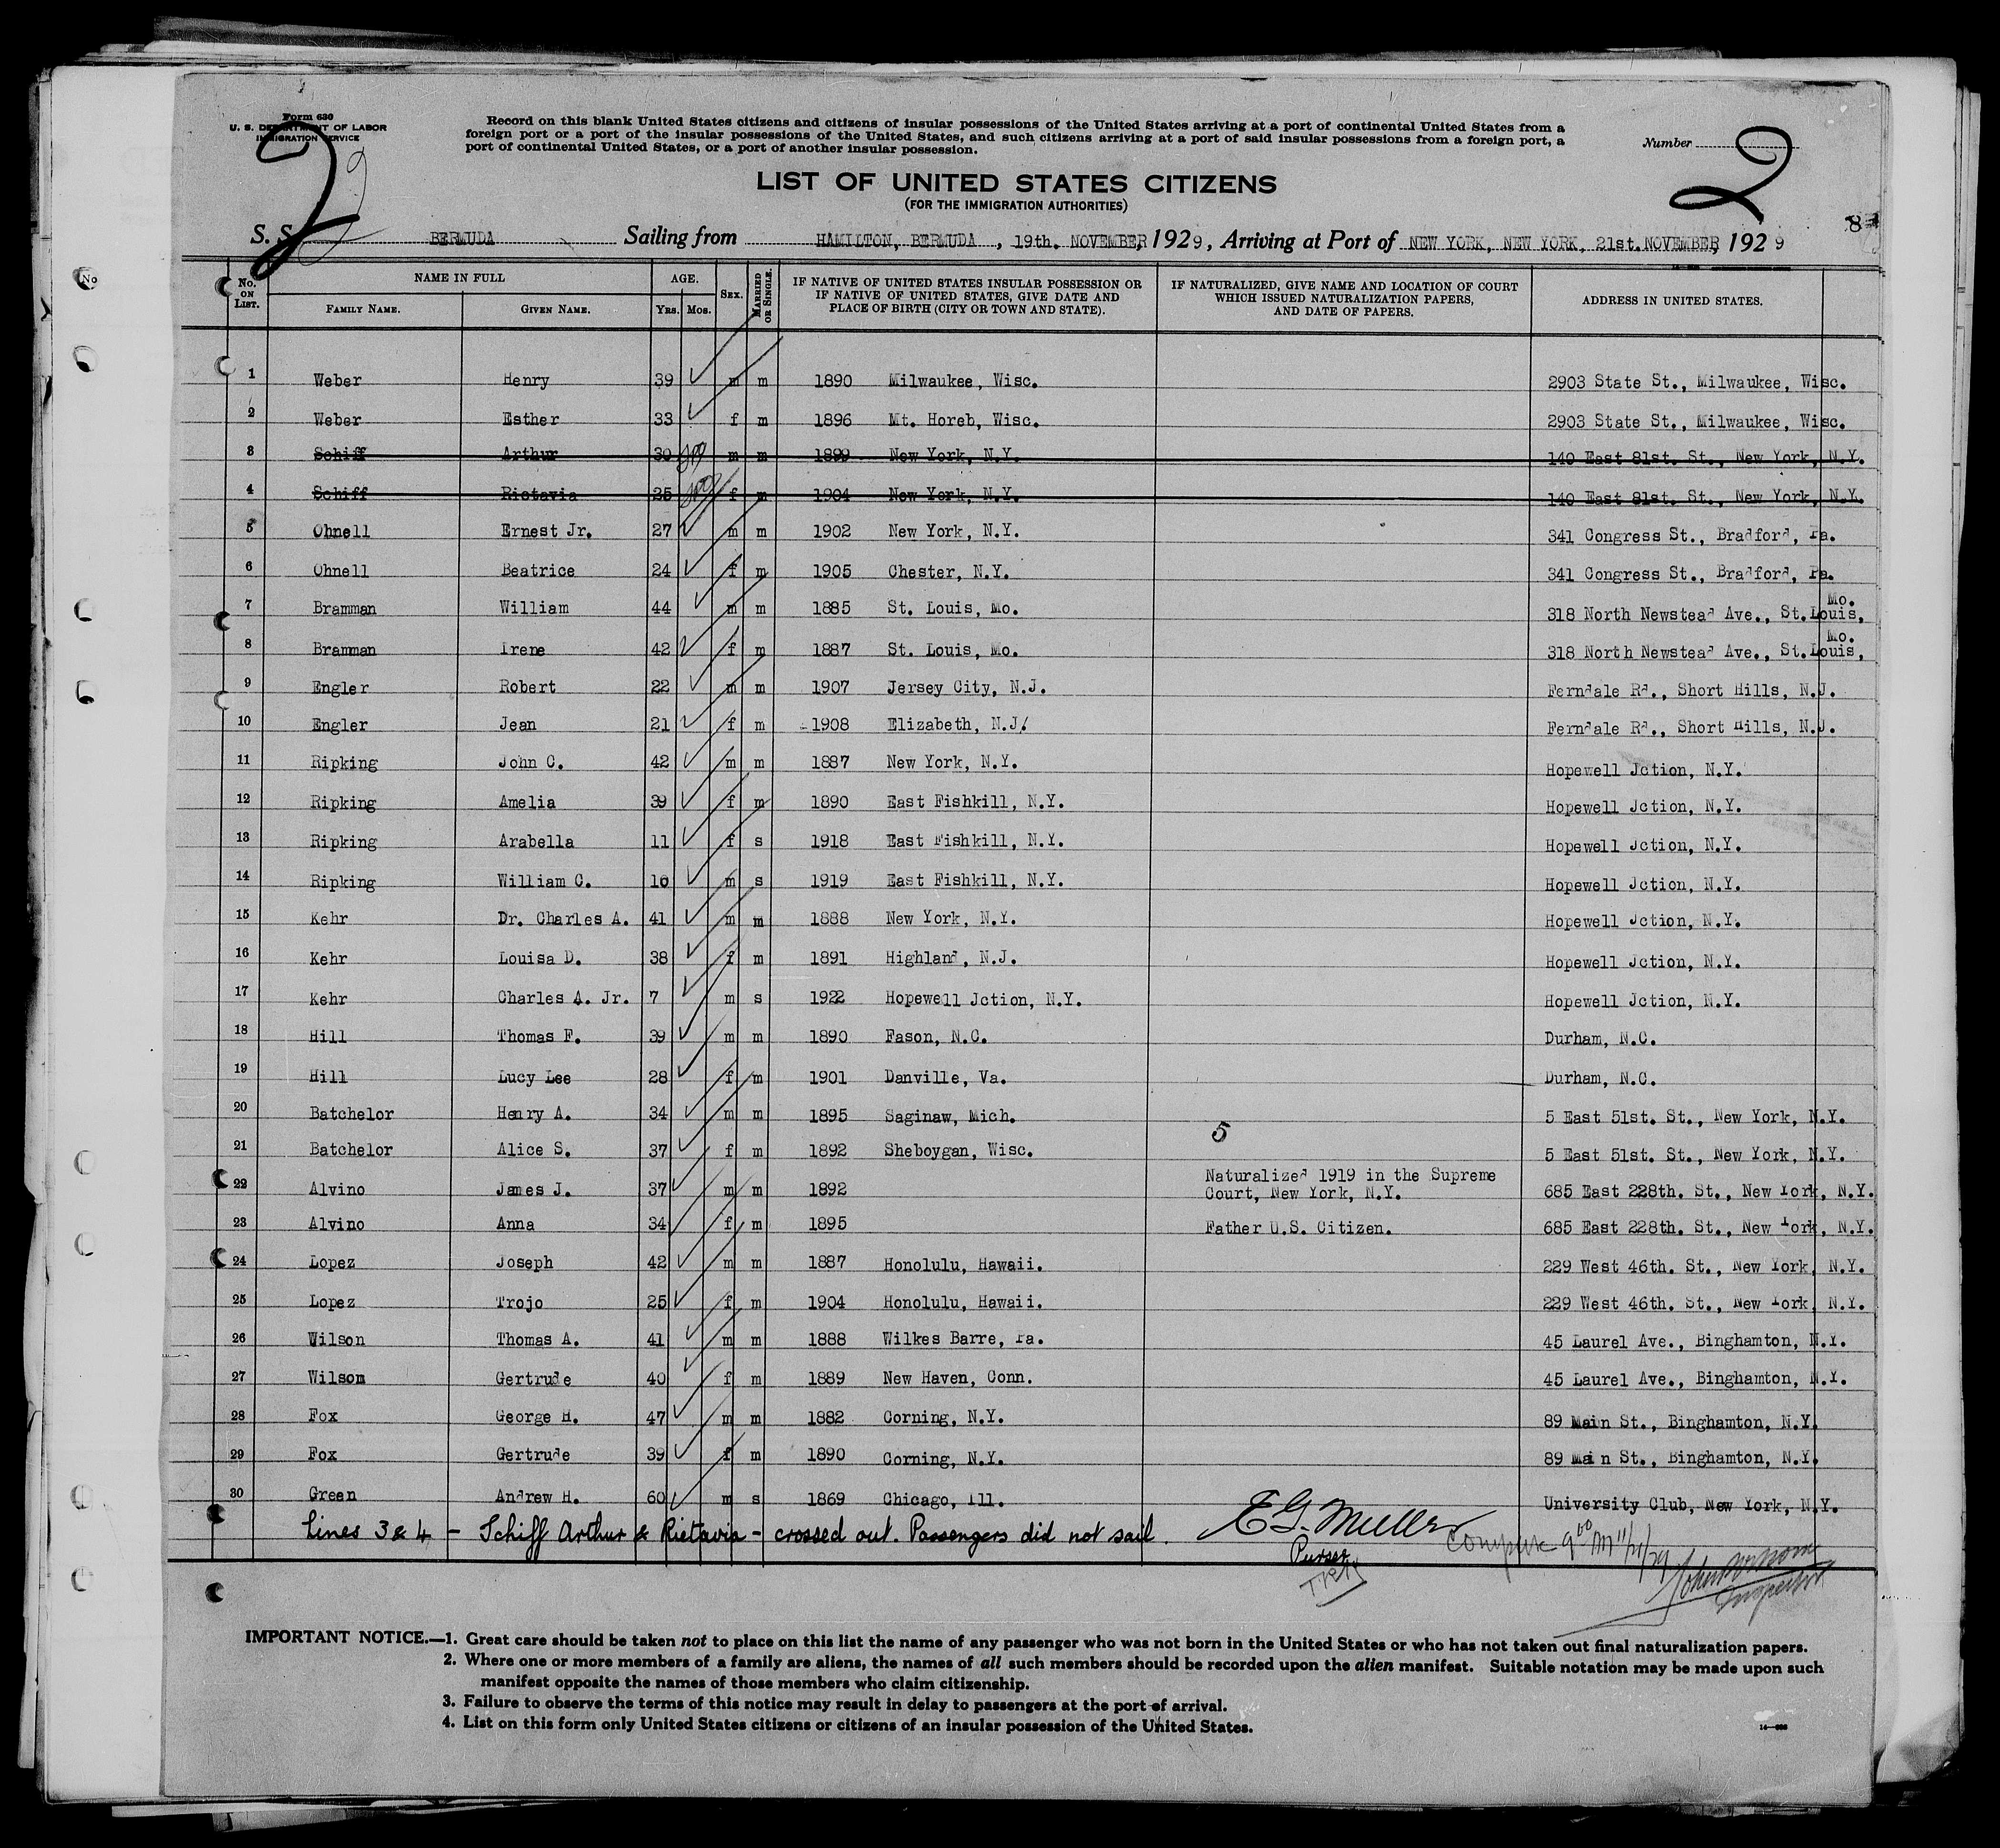 Form 630
U. S. DEPARTMENT OF LABOR
IMMIGRATION SERVICE
Record on this blank United States citizens and citizens of insular possessions of the United States arriving at a port of continental United States from a
foreign port or a port of the insular possessions of the United States, and such citizens arriving at a port of said insular possessions from a foreign port, a
port of continental United States, or a port of another insular possession.
Number 2
2
LIST OF UNITED STATES CITIZENS
(FOR THE IMMIGRATION AUTHORITIES)
8
S. S. BERMUDA Sailing from HAMILTON, BERMUDA, 19th. NOVEMBER, 1929, Arriving at Port of NEW YORK, NEW YORK, 21st. NOVEMBER, 1929
No. ON LIST. NAME IN FULL AGE. SEX. MARRIED OR SINGLE. IF NATIVE OF UNITED STATES INSULAR POSSESSION OR IF NATIVE OF UNITED STATES, GIVE DATE AND PLACE OF BIRTH (CITY OR TOWN AND STATE). IF NATURALIZED, GIVE NAME AND LOCATION OF COURT WHICH ISSUED NATURALIZATION PAPERS, AND DATE OF PAPERS. ADDRESS IN UNITED STATES.
FAMILY NAME. GIVEN NAME. YRS. MOS.
1 Weber Henry 39 m m 1890 Milwaukee, Wisc. 2903 State St., Milwaukee, Wisc.
2 Weber Esther 33 f m 1896 Mt. Horeb, Wisc. 2903 State St., Milwaukee, Wisc.
3 Schiff Arthur 30 m m 1899 New York, N.Y. 140 East 81st. St., New York, N.Y.
4 Schiff Rictavia 25 f m 1904 New York, N.Y. 140 East 81st. St., New York, N.Y.
5 Ohnell Ernest Jr. 27 m m 1902 New York, N.Y. 341 Congress St., Bradford, Pa.
6 Ohnell Beatrice 24 f m 1905 Chester, N.Y. 341 Congress St., Bradford, Pa.
7 Bramman William 44 m m 1885 St. Louis, Mo. 318 North Newstead Ave., St.Louis, Mo.
8 Bramman Irene 42 f m 1887 St. Louis, Mo. 318 North Newstead Ave., St.Louis, Mo.
9 Engler Robert 22 m m 1907 Jersey City, N.J. Ferndale Rd., Short Hills, N.J.
10 Engler Jean 21 f m 1908 Elizabeth, N.J. Ferndale Rd., Short Hills, N.J.
11 Ripking John C. 42 m m 1887 New York, N.Y. Hopewell Jction, N.Y.
12 Ripking Amelia 39 f m 1890 East Fishkill, N.Y. Hopewell Jction, N.Y.
13 Ripking Arabella 11 f s 1918 East Fishkill, N.Y. Hopewell Jction, N.Y.
14 Ripking William C. 10 m s 1919 East Fishkill, N.Y. Hopewell Jction, N.Y.
15 Kehr Dr. Charles A. 41 m m 1888 New York, N.Y. Hopewell Jction, N.Y.
16 Kehr Louisa D. 38 f m 1891 Highland, N.J. Hopewell Jction, N.Y.
17 Kehr Charles A. Jr. 7 m s 1922 Hopewell Jction, N.Y. Hopewell Jction, N.Y.
18 Hill Thomas F. 39 m m 1890 Fason, N.C. Durham, N.C.
19 Hill Lucy Lee 28 f m 1901 Danville, Va. Durham, N.C.
20 Batchelor Henry A. 34 m m 1895 Saginaw, Mich. 5 East 51st. St., New York, N.Y.
5
21 Batchelor Alice S. 37 f m 1892 Sheboygan, Wisc. 5 East 51st. St., New York, N.Y.
22 Alvino James J. 37 m m 1892 Naturalized 1919 in the Supreme Court, New York, N.Y. 685 East 228th. St., New York, N.Y.
23 Alvino Anna 34 f m 1895 Father U.S. Citizen. 685 East 228th. St., New York, N.Y.
24 Lopez Joseph 42 m m 1887 Honolulu, Hawaii. 229 West 46th. St., New York, N.Y.
25 Lopez Trojo 25 f m 1904 Honolulu, Hawaii. 229 West 46th. St., New York, N.Y.
26 Wilson Thomas A. 41 m m 1888 Wilkes Barre, Pa. 45 Laurel Ave., Binghamton, N.Y.
27 Wilson Gertrude 40 f m 1889 New Haven, Conn. 45 Laurel Ave., Binghamton, N.Y.
28 Fox George H. 47 m m 1882 Corning, N.Y. 89 Main St., Binghamton, N.Y.
29 Fox Gertrude 39 f m 1890 Corning, N.Y. 89 Main St., Binghamton, N.Y.
30 Green Andrew H. 60 m s 1869 Chicago, Ill. University Club, New York, N.Y.
Lines 3 & 4 - Schiff Arthur & Rictavia - crossed out. Passengers did not sail. E G. Muller
Purser
Inspector
IMPORTANT NOTICE.—1. Great care should be taken not to place on this list the name of any passenger who was not born in the United States or who has not taken out final naturalization papers.
2. Where one or more members of a family are aliens, the names of all such members should be recorded upon the alien manifest. Suitable notation may be made upon such
manifest opposite the names of those members who claim citizenship.
3. Failure to observe the terms of this notice may result in delay to passengers at the port of arrival.
4. List on this form only United States citizens or citizens of an insular possession of the United States.